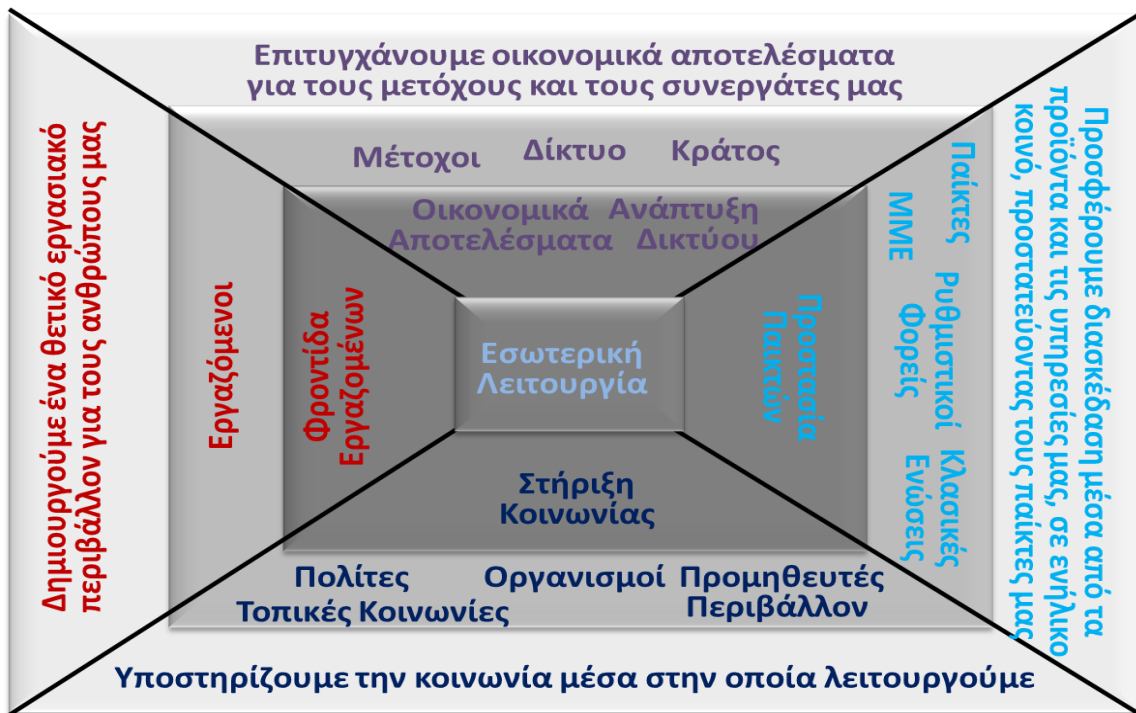 Επιτυγχάνουμε οικονομικά αποτελέσματα
για τους μετόχους και τους συνεργάτες μας
Μέτοχοι Δίκτυο Κράτος
Οικονομικά Ανάπτυξη
Αποτελέσματα Δικτύου
Δημιουργούμε ένα θετικό εργασιακό
περιβάλλον για τους ανθρώπους μας
Εργαζόμενοι
Φροντίδα
Εργαζομένων
Εσωτερική
Λειτουργία
Προστασία
Παικτών
Παίκτες Ρυθμιστικοί Κλασικές
ΜΜΕ Φορείς Ενώσεις
Προσφέρουμε διασκέδαση μέσα από τα
προϊόντα και τις υπηρεσίες μας, σε ενήλικο
κοινό, προστατεύοντας τους παίκτες μας
Στήριξη
Κοινωνίας
Πολίτες Οργανισμοί Προμηθευτές
Τοπικές Κοινωνίες Περιβάλλον
Υποστηρίζουμε την κοινωνία μέσα στην οποία λειτουργούμε